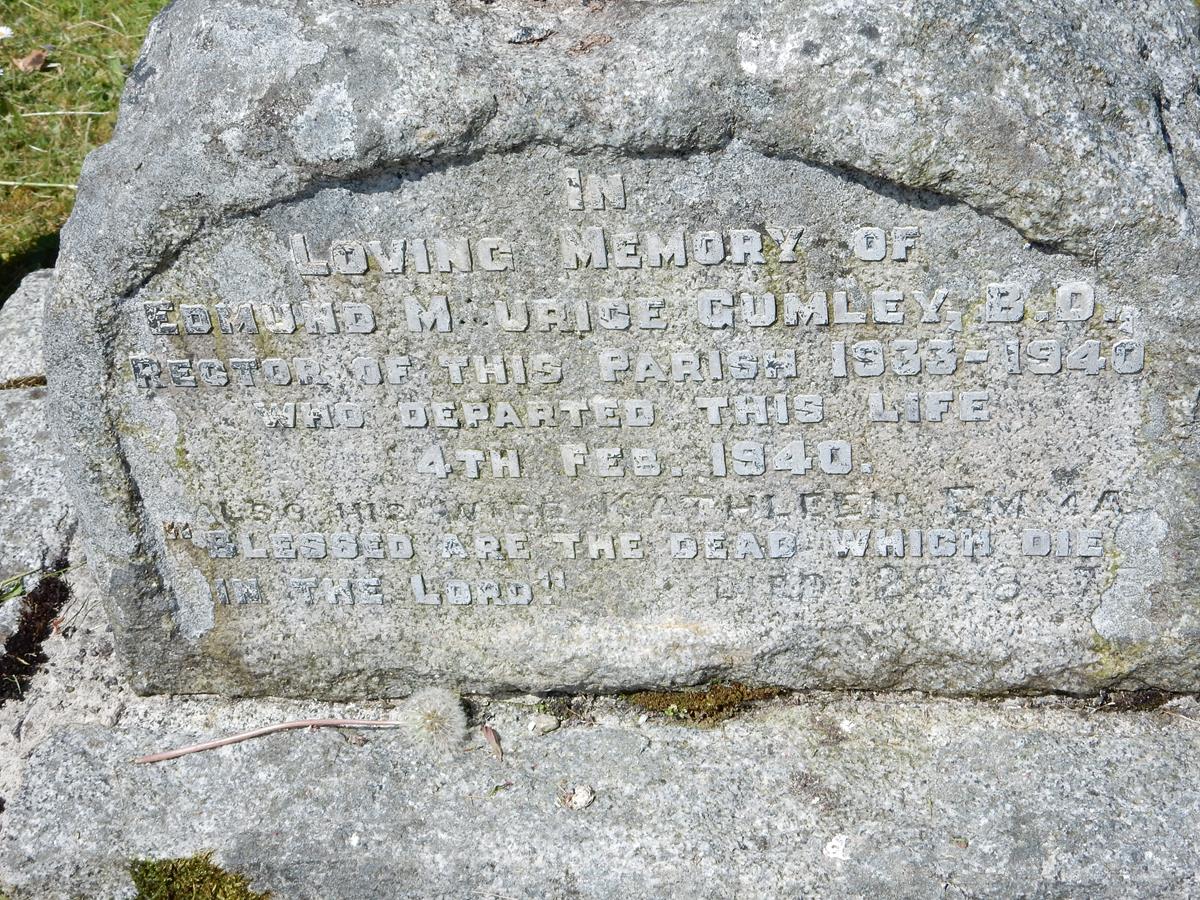 IN
LOVING MEMORY OF
EDMUND M URICE GUMLEY, B.D.,
RECTOR OF THIS PARISH 1933-1940
WHO DEPARTED THIS LIFE
4TH FEB. 1940.
ALSO HIS WIFE KATHLEEN EMMA
"BLESSED ARE THE DEAD WHICH DIE
IN THE LORD" DIED